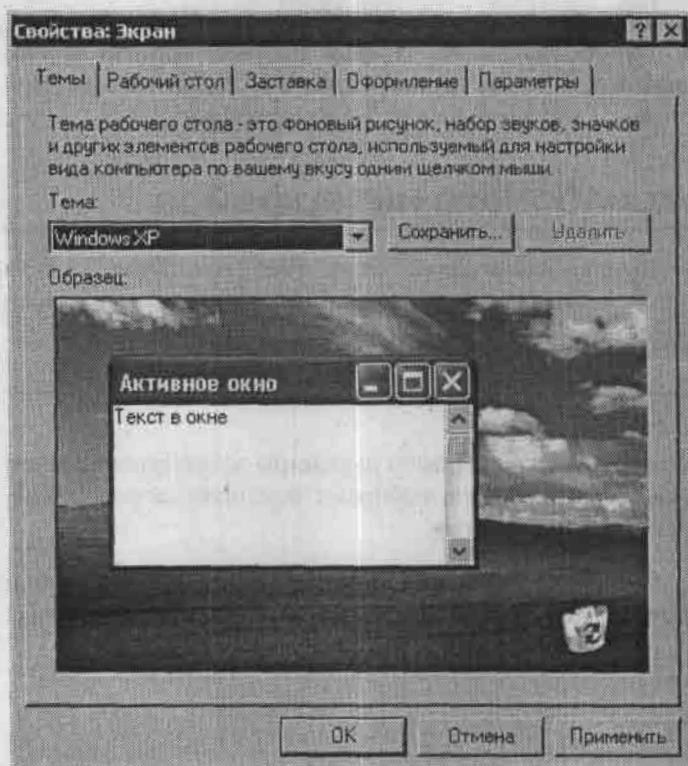 Свойства: Экран
Темы Рабочий стол Заставка Оформление Параметры
Тема рабочего стола - это фоновый рисунок, набор звуков, значков
и других элементов рабочего стола, используемый для настройки
вида компьютера по вашему вкусу одним щелчком мыши.
Тема:
Windows XP Сохранить... Удалить
Образец:
Активное окно
Текст в окне
OK Отмена Применить